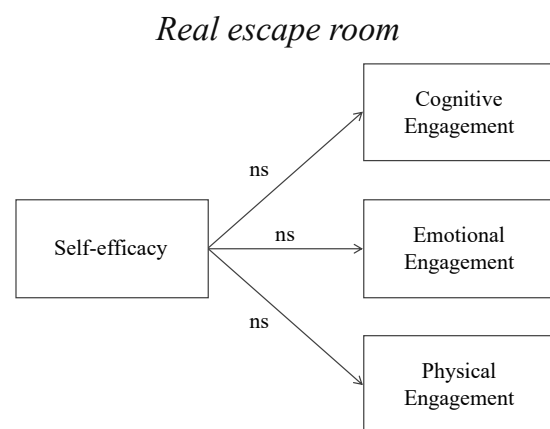 Real escape room
Cognitive
Engagement
ns
Self-efficacy
ns
Emotional
Engagement
ns
Physical
Engagement